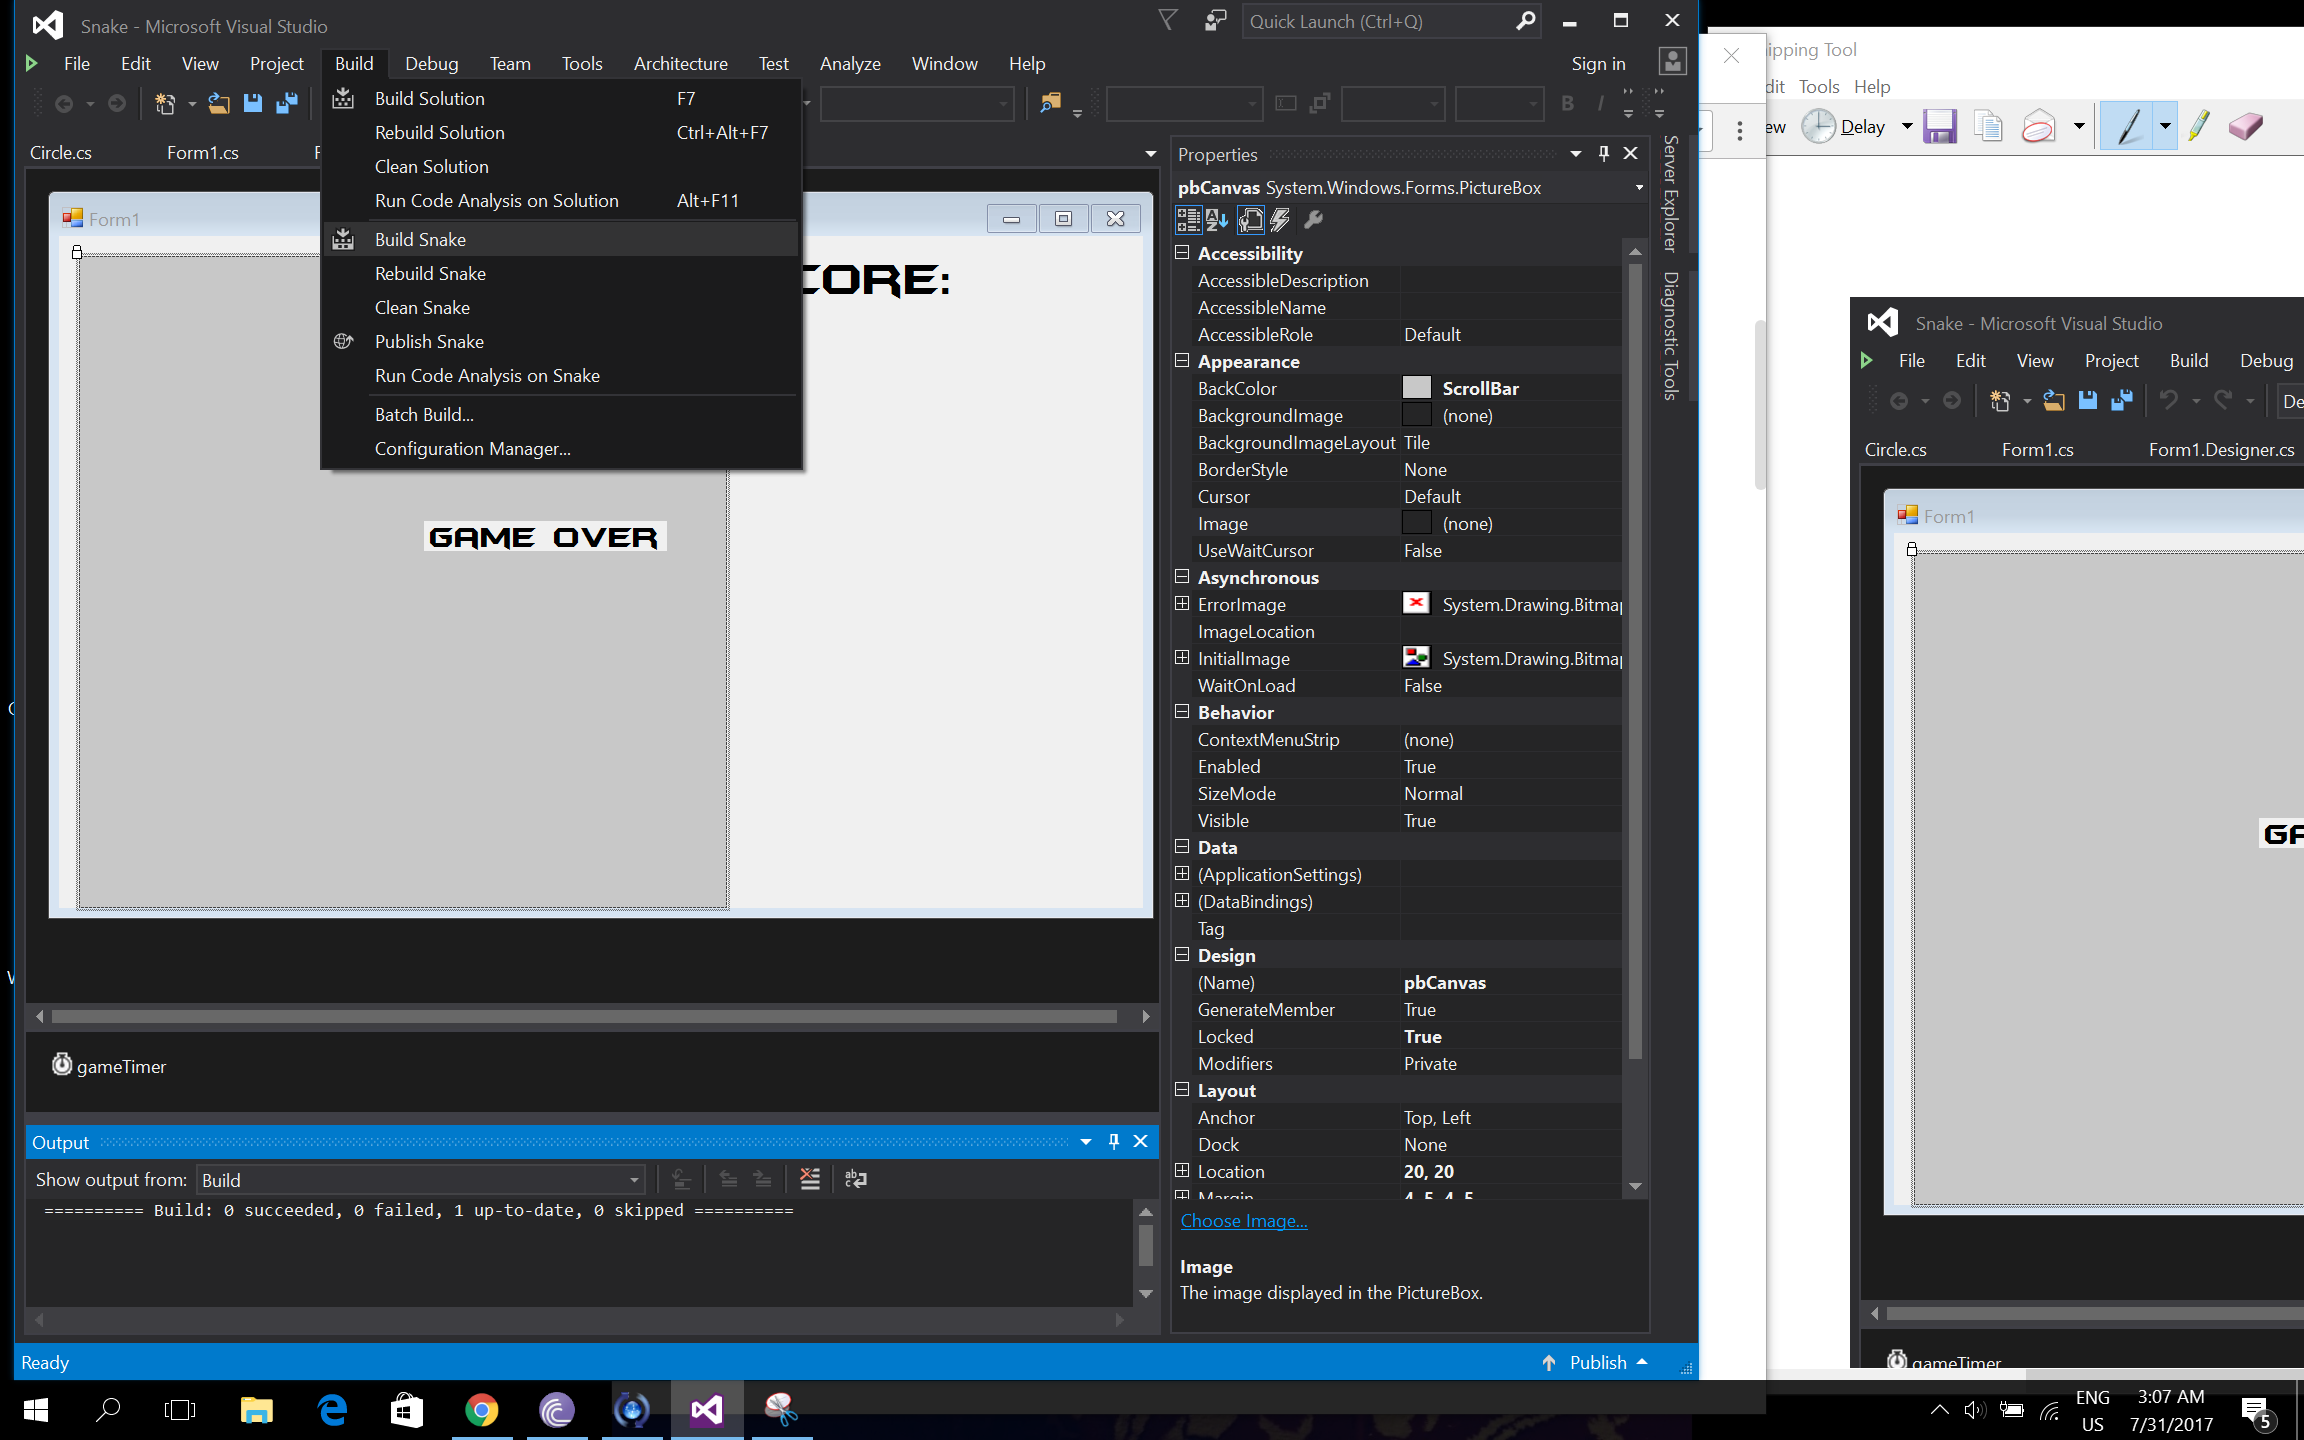 Snake - Microsoft Visual Studio
Quick Launch (Ctrl+Q)
File Edit View Project Build Debug Team Tools Architecture Test Analyze Window Help
Sign in
Build Solution F7
Rebuild Solution Ctrl+Alt+F7
Clean Solution
Run Code Analysis on Solution Alt+F11
Build Snake
Rebuild Snake
Clean Snake
Publish Snake
Run Code Analysis on Snake
Batch Build...
Configuration Manager...
Circle.cs Form1.cs
Form1
CORE:
GAME OVER
gameTimer
Output
Show output from: Build
========== Build: 0 succeeded, 0 failed, 1 up-to-date, 0 skipped ==========
Ready
Publish
Properties
pbCanvas System.Windows.Forms.PictureBox
Accessibility
AccessibleDescription
AccessibleName
AccessibleRole Default
Appearance
BackColor ScrollBar
BackgroundImage (none)
BackgroundImageLayout Tile
BorderStyle None
Cursor Default
Image (none)
UseWaitCursor False
Asynchronous
ErrorImage System.Drawing.Bitmap
ImageLocation
InitialImage System.Drawing.Bitmap
WaitOnLoad False
Behavior
ContextMenuStrip (none)
Enabled True
SizeMode Normal
Visible True
Data
(ApplicationSettings)
(DataBindings)
Tag
Design
(Name) pbCanvas
GenerateMember True
Locked True
Modifiers Private
Layout
Anchor Top, Left
Dock None
Location 20, 20
Margin 4, 5, 4, 5
Choose Image...
Image
The image displayed in the PictureBox.
Server Explorer
Diagnostic Tools
ipping Tool
dit Tools Help
ew Delay
Snake - Microsoft Visual Studio
File Edit View Project Build Debug
De
Circle.cs Form1.cs Form1.Designer.cs
Form1
GA
gameTimer
ENG
US
3:07 AM
7/31/2017
5